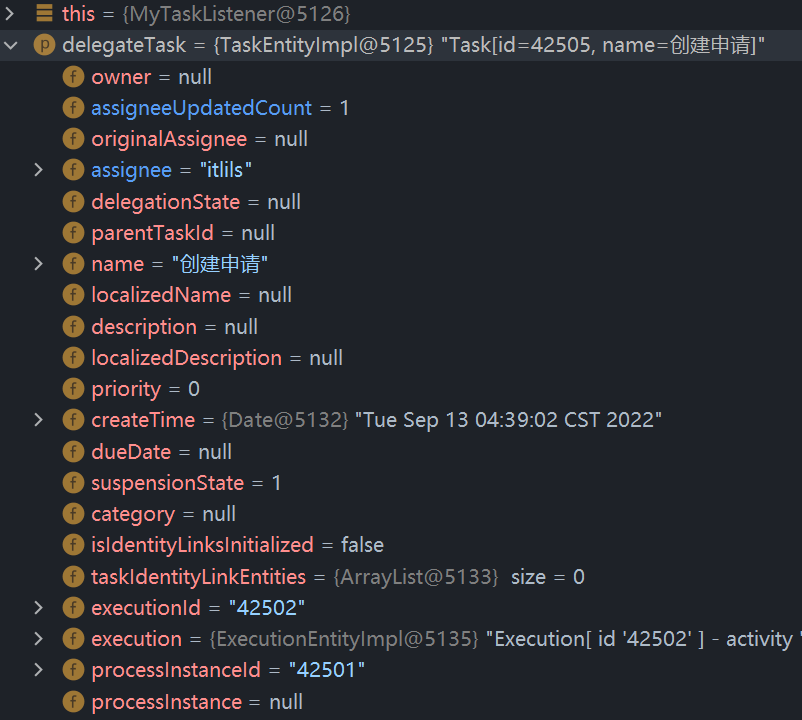 this = {MyTaskListener@5126}
p delegateTask = {TaskEntityImpl@5125} "Task[id=42505, name=创建申请]"
f owner = null
f assigneeUpdatedCount = 1
f originalAssignee = null
f assignee = "itlils"
f delegationState = null
f parentTaskId = null
f name = "创建申请"
f localizedName = null
f description = null
f localizedDescription = null
f priority = 0
f createTime = {Date@5132} "Tue Sep 13 04:39:02 CST 2022"
f dueDate = null
f suspensionState = 1
f category = null
f isIdentityLinksInitialized = false
f taskIdentityLinkEntities = {ArrayList@5133} size = 0
f executionId = "42502"
f execution = {ExecutionEntityImpl@5135} "Execution[ id '42502' ] - activity '
f processInstanceId = "42501"
f processInstance = null